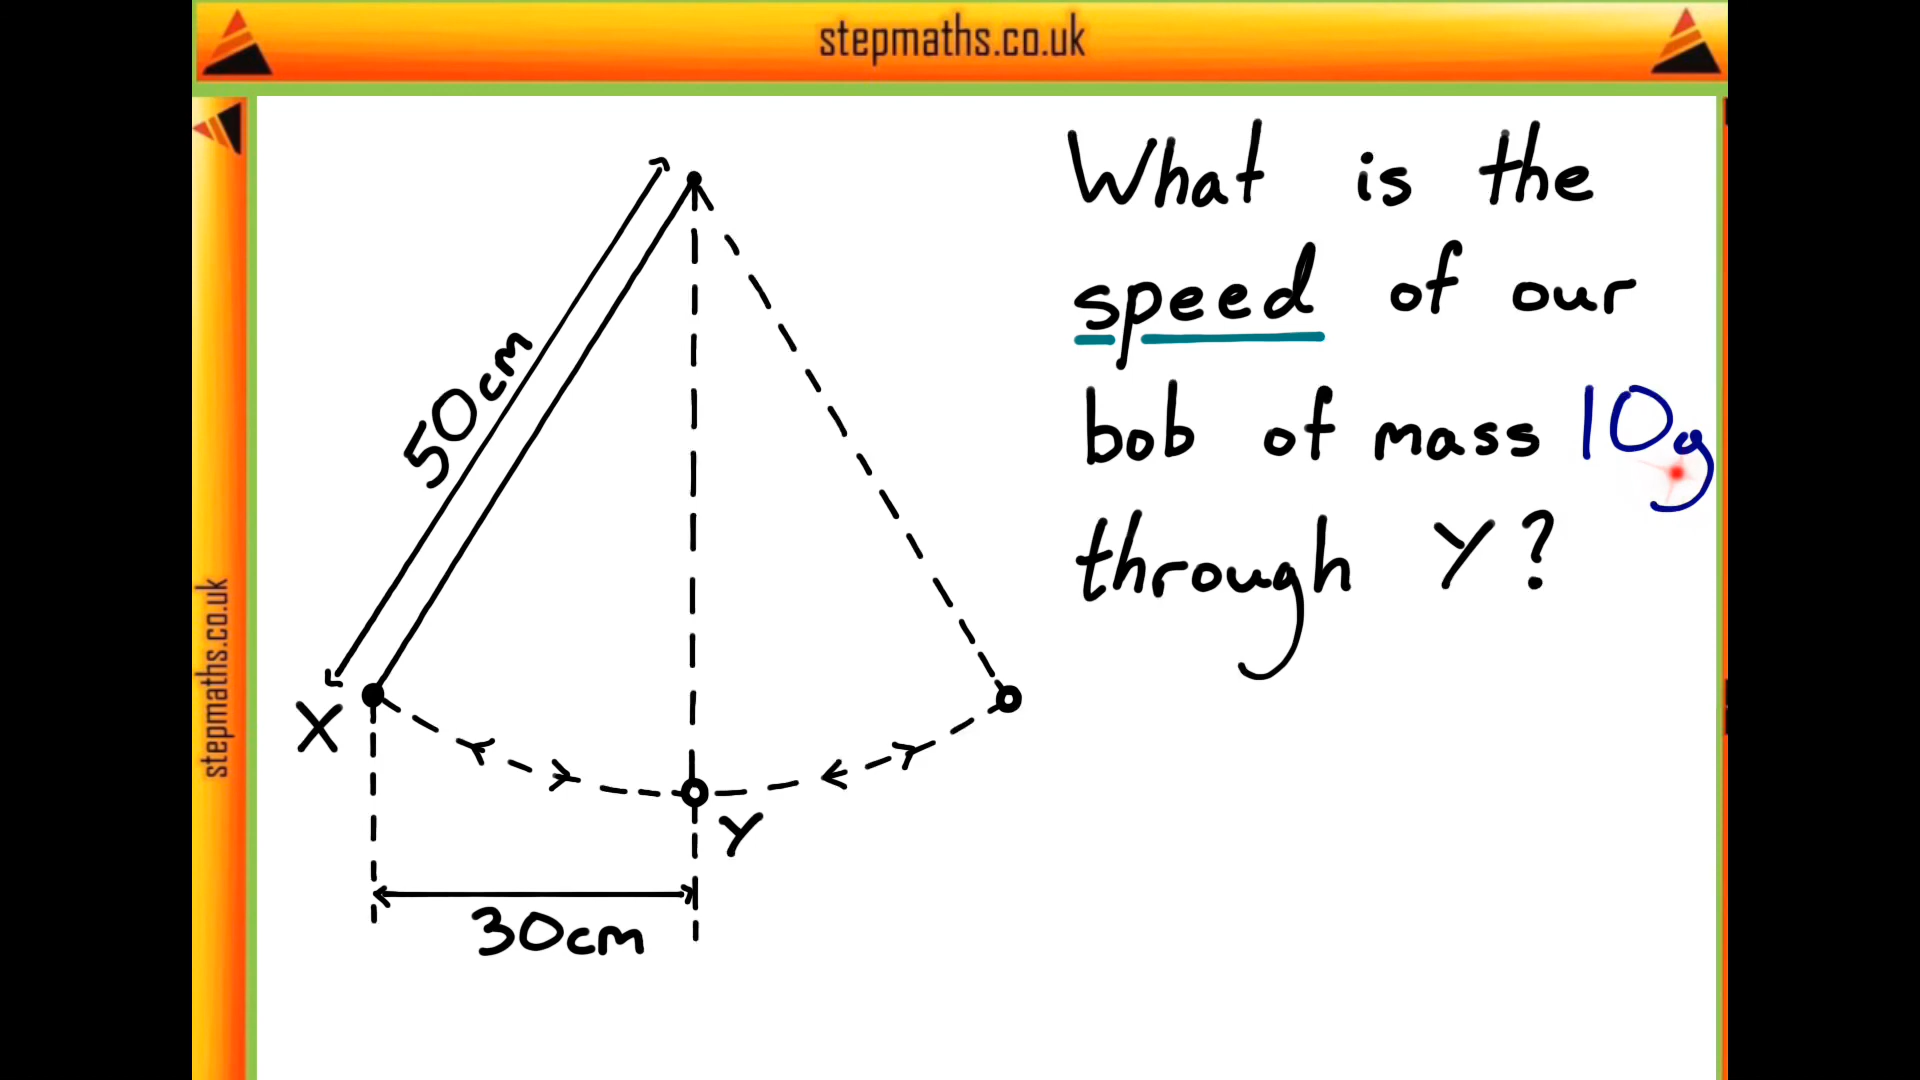 stepmaths.co.uk
stepmaths.co.uk
What is the
speed of our
bob of mass 10g
through Y?
50cm
X
Y
30cm